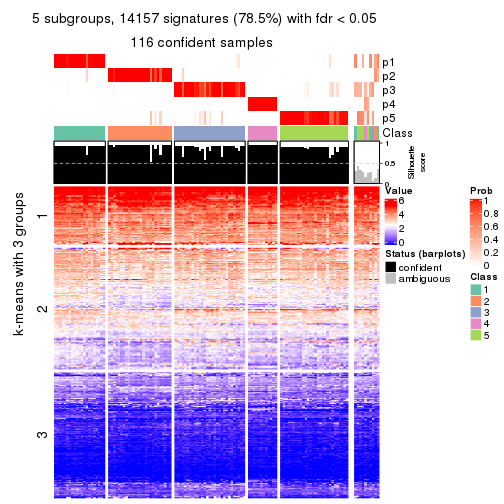 5 subgroups, 14157 signatures (78.5%) with fdr < 0.05
116 confident samples
p1
p2
p3
p4
p5
Class
1
0.5
0
Silhouette
score
k-means with 3 groups
1
2
3
Value
6
4
2
0
Status (barplots)
confident
ambiguous
Prob
1
0.8
0.6
0.4
0.2
0
Class
1
2
3
4
5